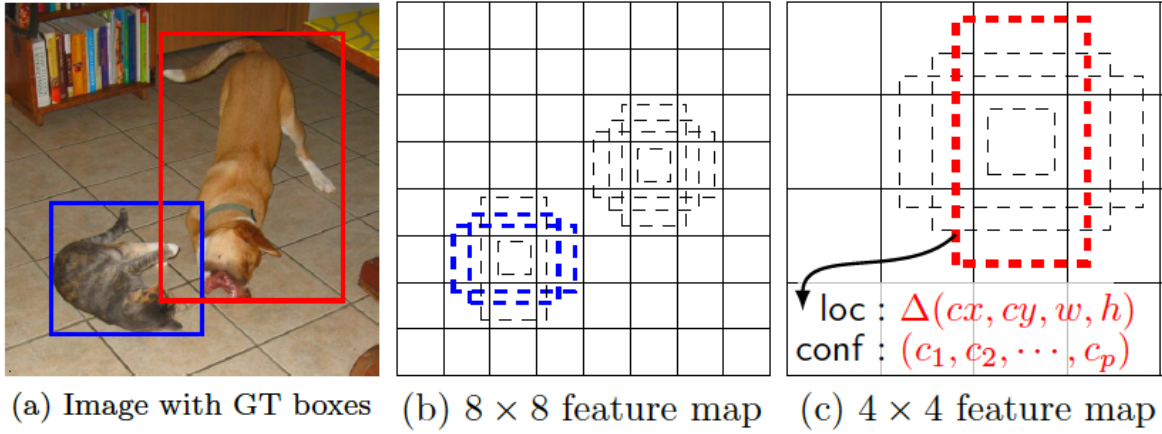 loc : Δ(cx, cy, w, h)
conf : (c₁, c₂, ⋯, cₚ)
(a) Image with GT boxes
(b) 8 × 8 feature map
(c) 4 × 4 feature map